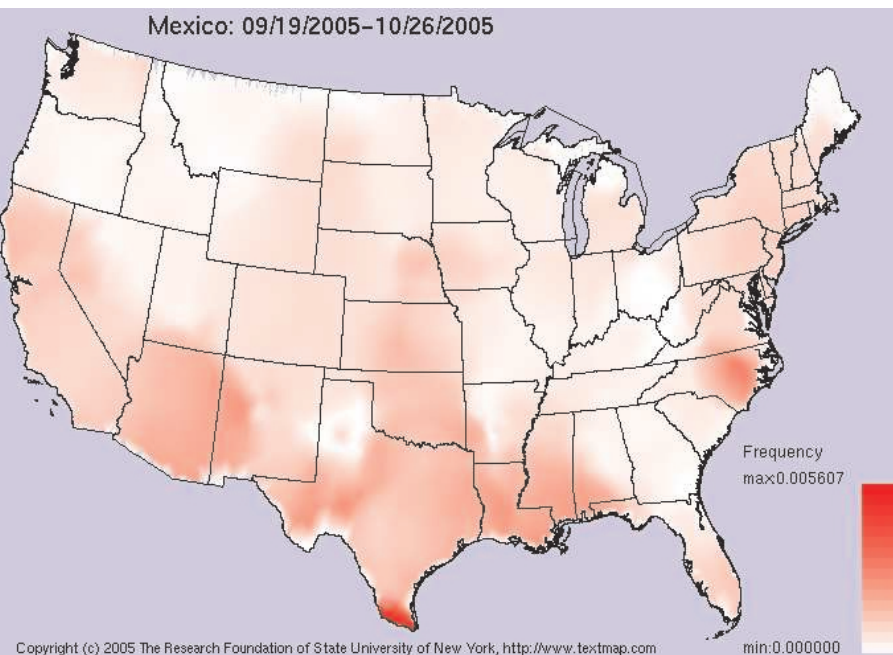 Mexico: 09/19/2005-10/26/2005
Frequency
max:0.005607
min:0.000000
Copyright (c) 2005 The Research Foundation of State University of New York, http://www.textmap.com